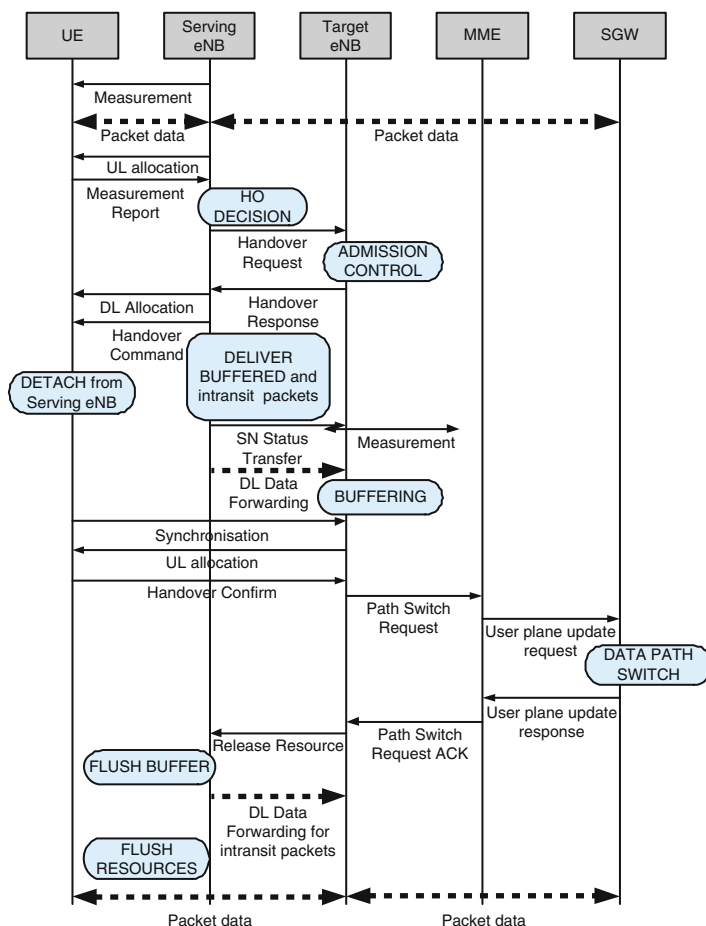 UE
Serving
eNB
Target
eNB
MME
SGW
Measurement
Packet data
Packet data
UL allocation
Measurement
Report
HO
DECISION
Handover
Request
ADMISSION
CONTROL
DL Allocation
Handover
Response
Handover
Command
DELIVER
BUFFERED and
intransit packets
DETACH from
Serving eNB
SN Status
Transfer
Measurement
DL Data
Forwarding
BUFFERING
Synchronisation
UL allocation
Handover Confirm
Path Switch
Request
User plane update
request
DATA PATH
SWITCH
User plane update
response
Path Switch
Request ACK
Release Resource
FLUSH BUFFER
DL Data
Forwarding for
intransit packets
FLUSH
RESOURCES
Packet data
Packet data